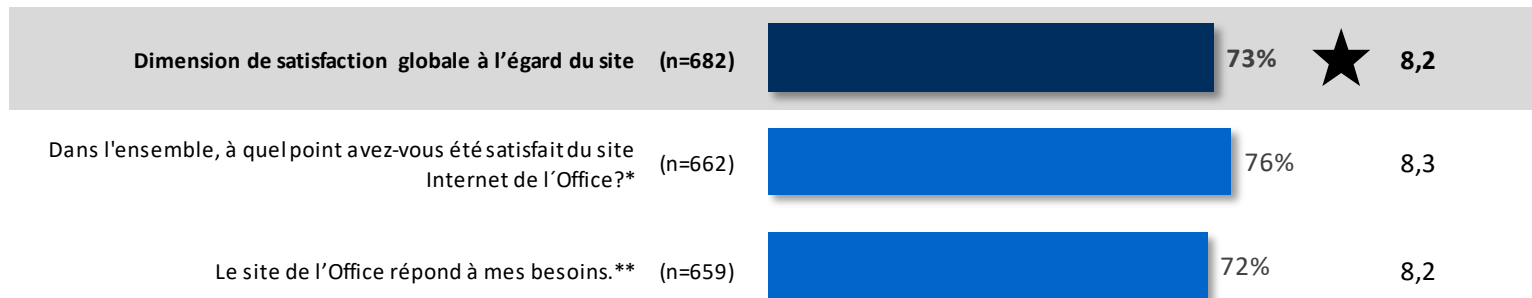 Dimension de satisfaction globale à l’égard du site (n=682) 73% 8,2
Dans l'ensemble, à quel point avez-vous été satisfait du site
Internet de l´Office?* (n=662) 76% 8,3
Le site de l’Office répond à mes besoins.** (n=659) 72% 8,2